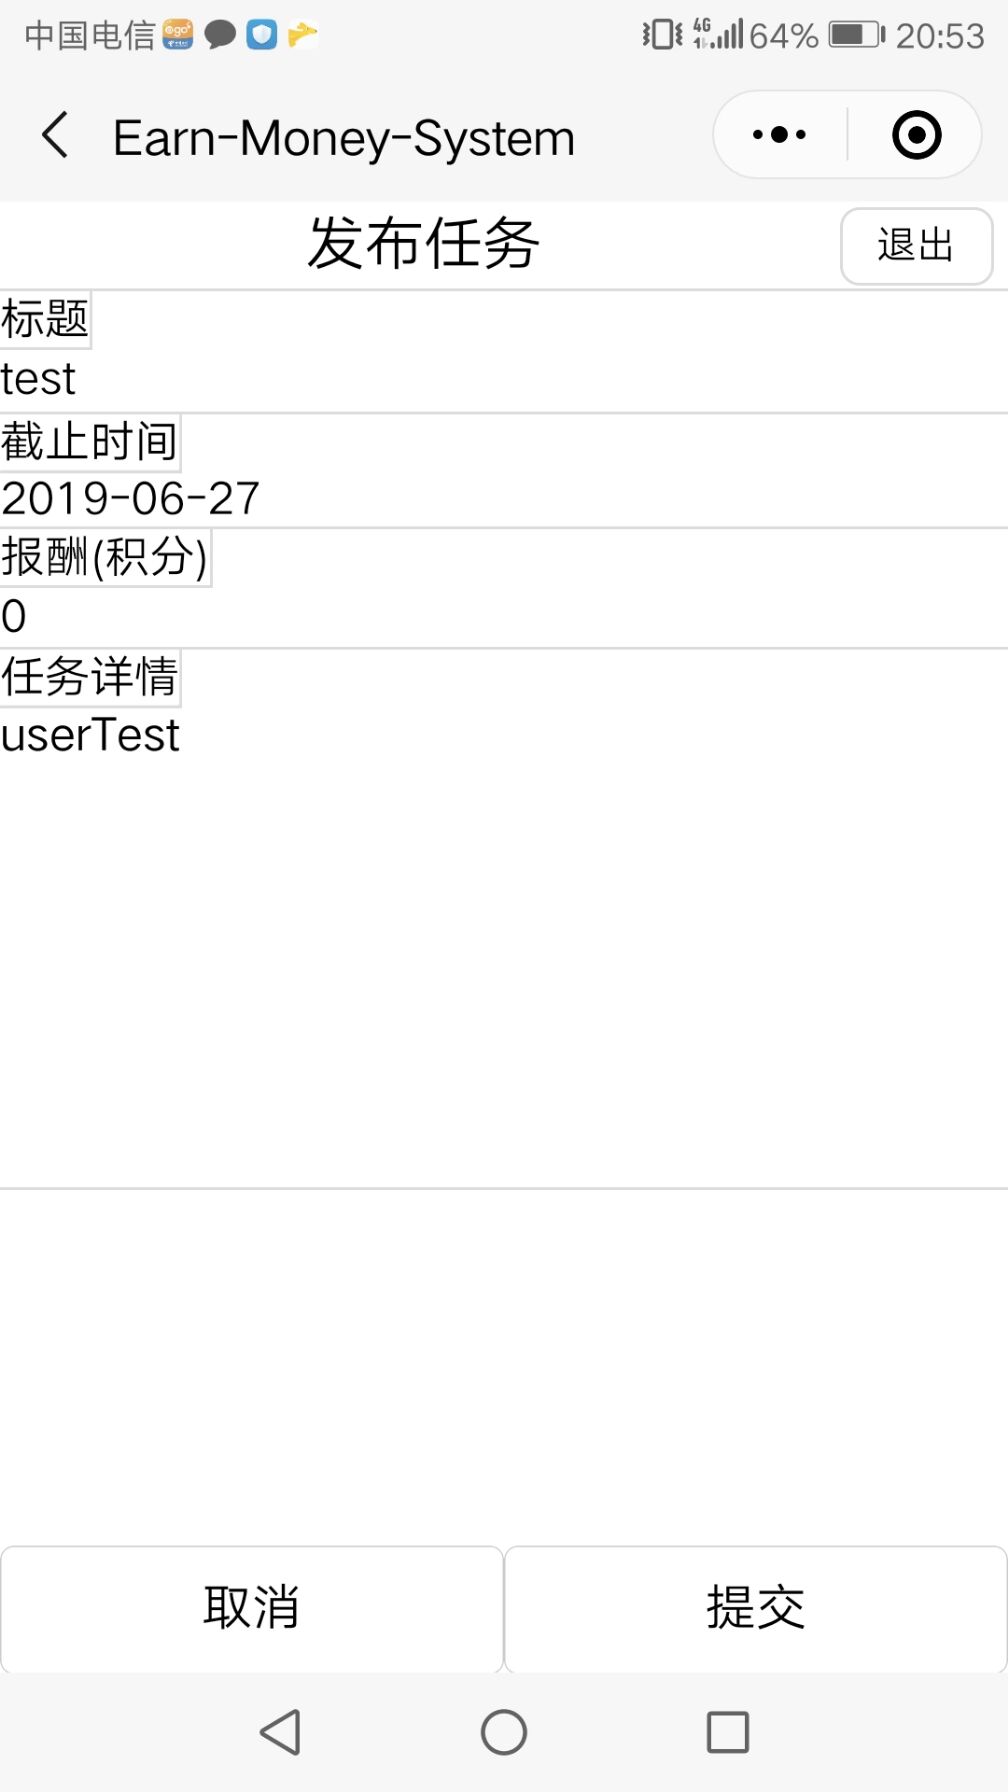 中国电信 4G 64% 20:53
Earn-Money-System
发布任务 退出
标题
test
截止时间
2019-06-27
报酬(积分)
0
任务详情
userTest
取消 提交